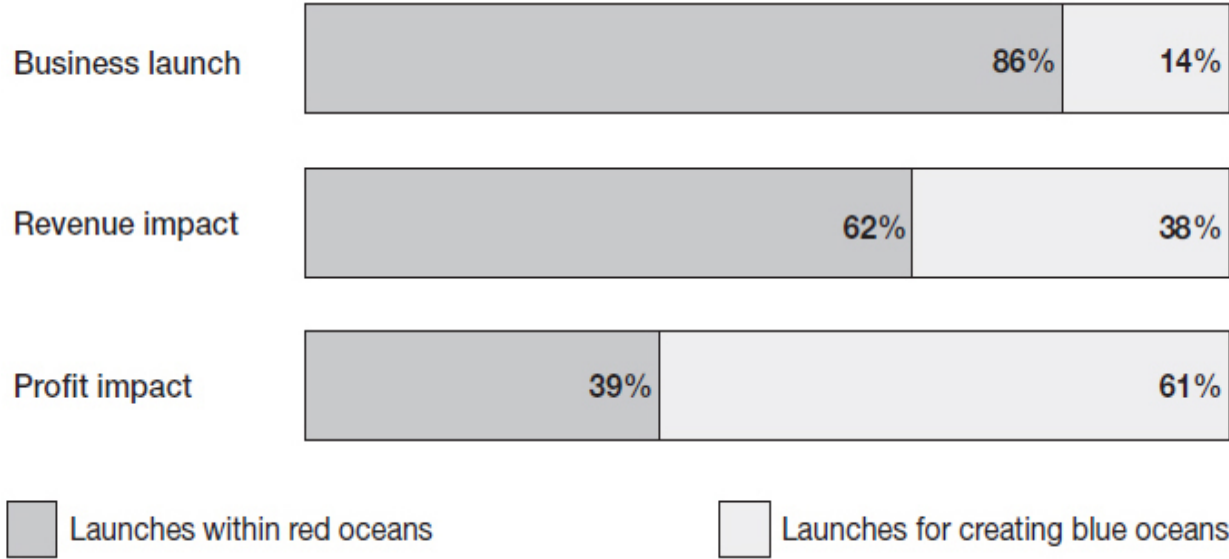 Business launch 86% 14%
Revenue impact 62% 38%
Profit impact 39% 61%
Launches within red oceans Launches for creating blue oceans